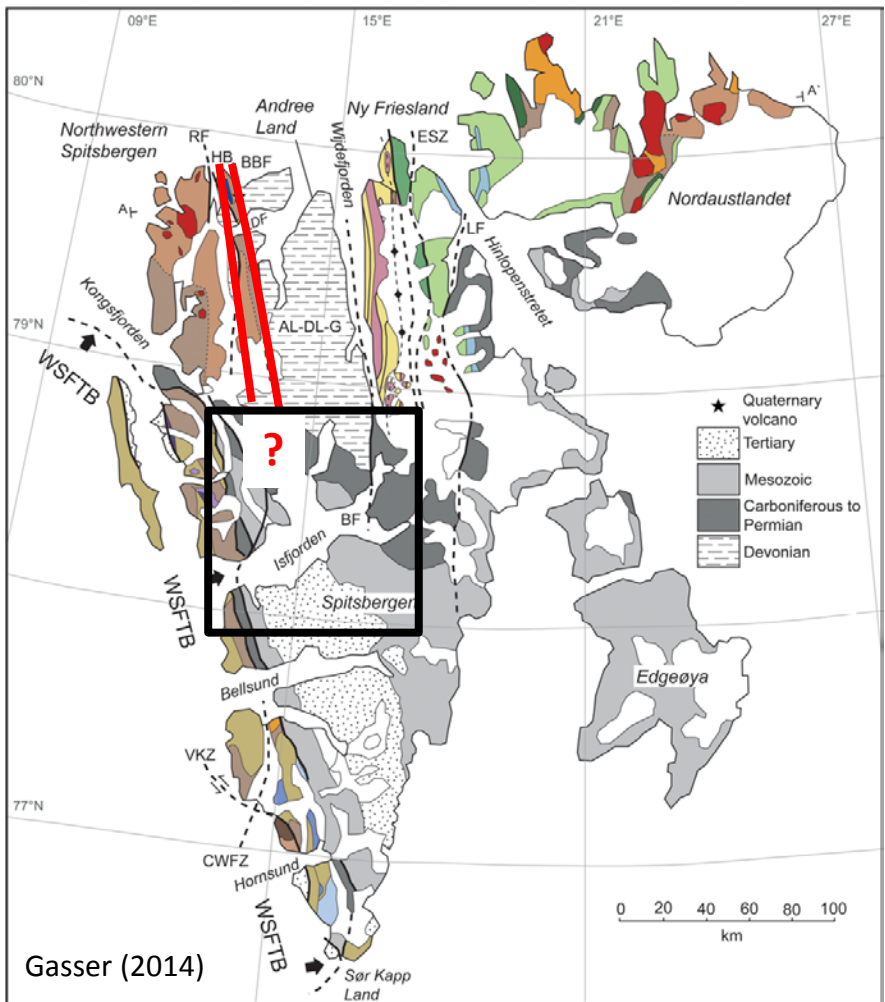 09°E
15°E
21°E
27°E
80°N
Northwestern
Spitsbergen
RF
HB
BBF
Andree
Land
Wijdefjorden
Ny Friesland
ESZ
A'
Nordaustlandet
A
DF
LF
Hinlopenstretet
Kongsfjorden
79°N
AL-DL-G
WSFTB
?
Quaternary
volcano
Tertiary
Mesozoic
Carboniferous to
Permian
Devonian
BF
Isfjorden
WSFTB
Spitsbergen
Edgeøya
Bellsund
VKZ
77°N
CWFZ
Hornsund
WSFTB
0 20 40 60 80 100
km
Gasser (2014)
Sør Kapp
Land